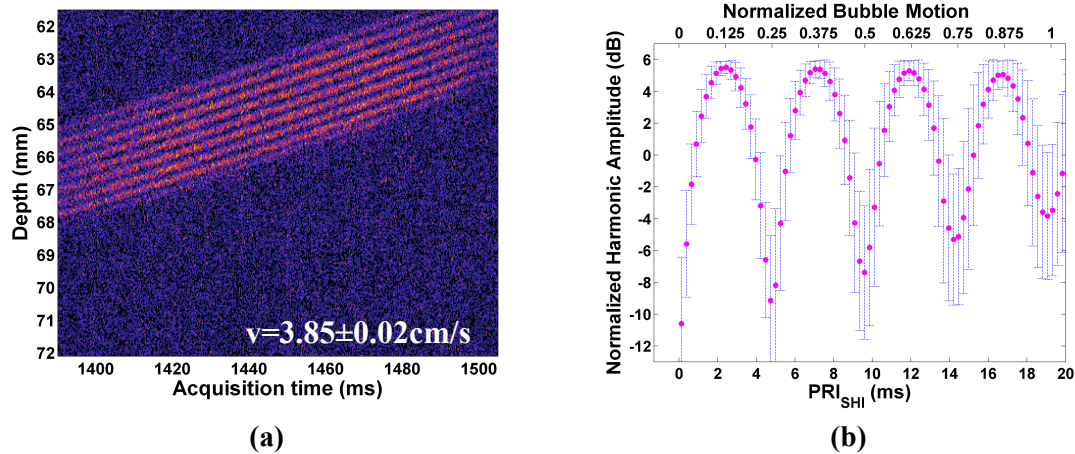 62
63
64
65
66
67
68
69
70
71
72
Depth (mm)
v=3.85±0.02cm/s
1400 1420 1440 1460 1480 1500
Acquisition time (ms)
(a)
Normalized Bubble Motion
0 0.125 0.25 0.375 0.5 0.625 0.75 0.875 1
6
4
2
0
-2
-4
-6
-8
-10
-12
Normalized Harmonic Amplitude (dB)
0 2 4 6 8 10 12 14 16 18 20
PRI_SHI (ms)
(b)